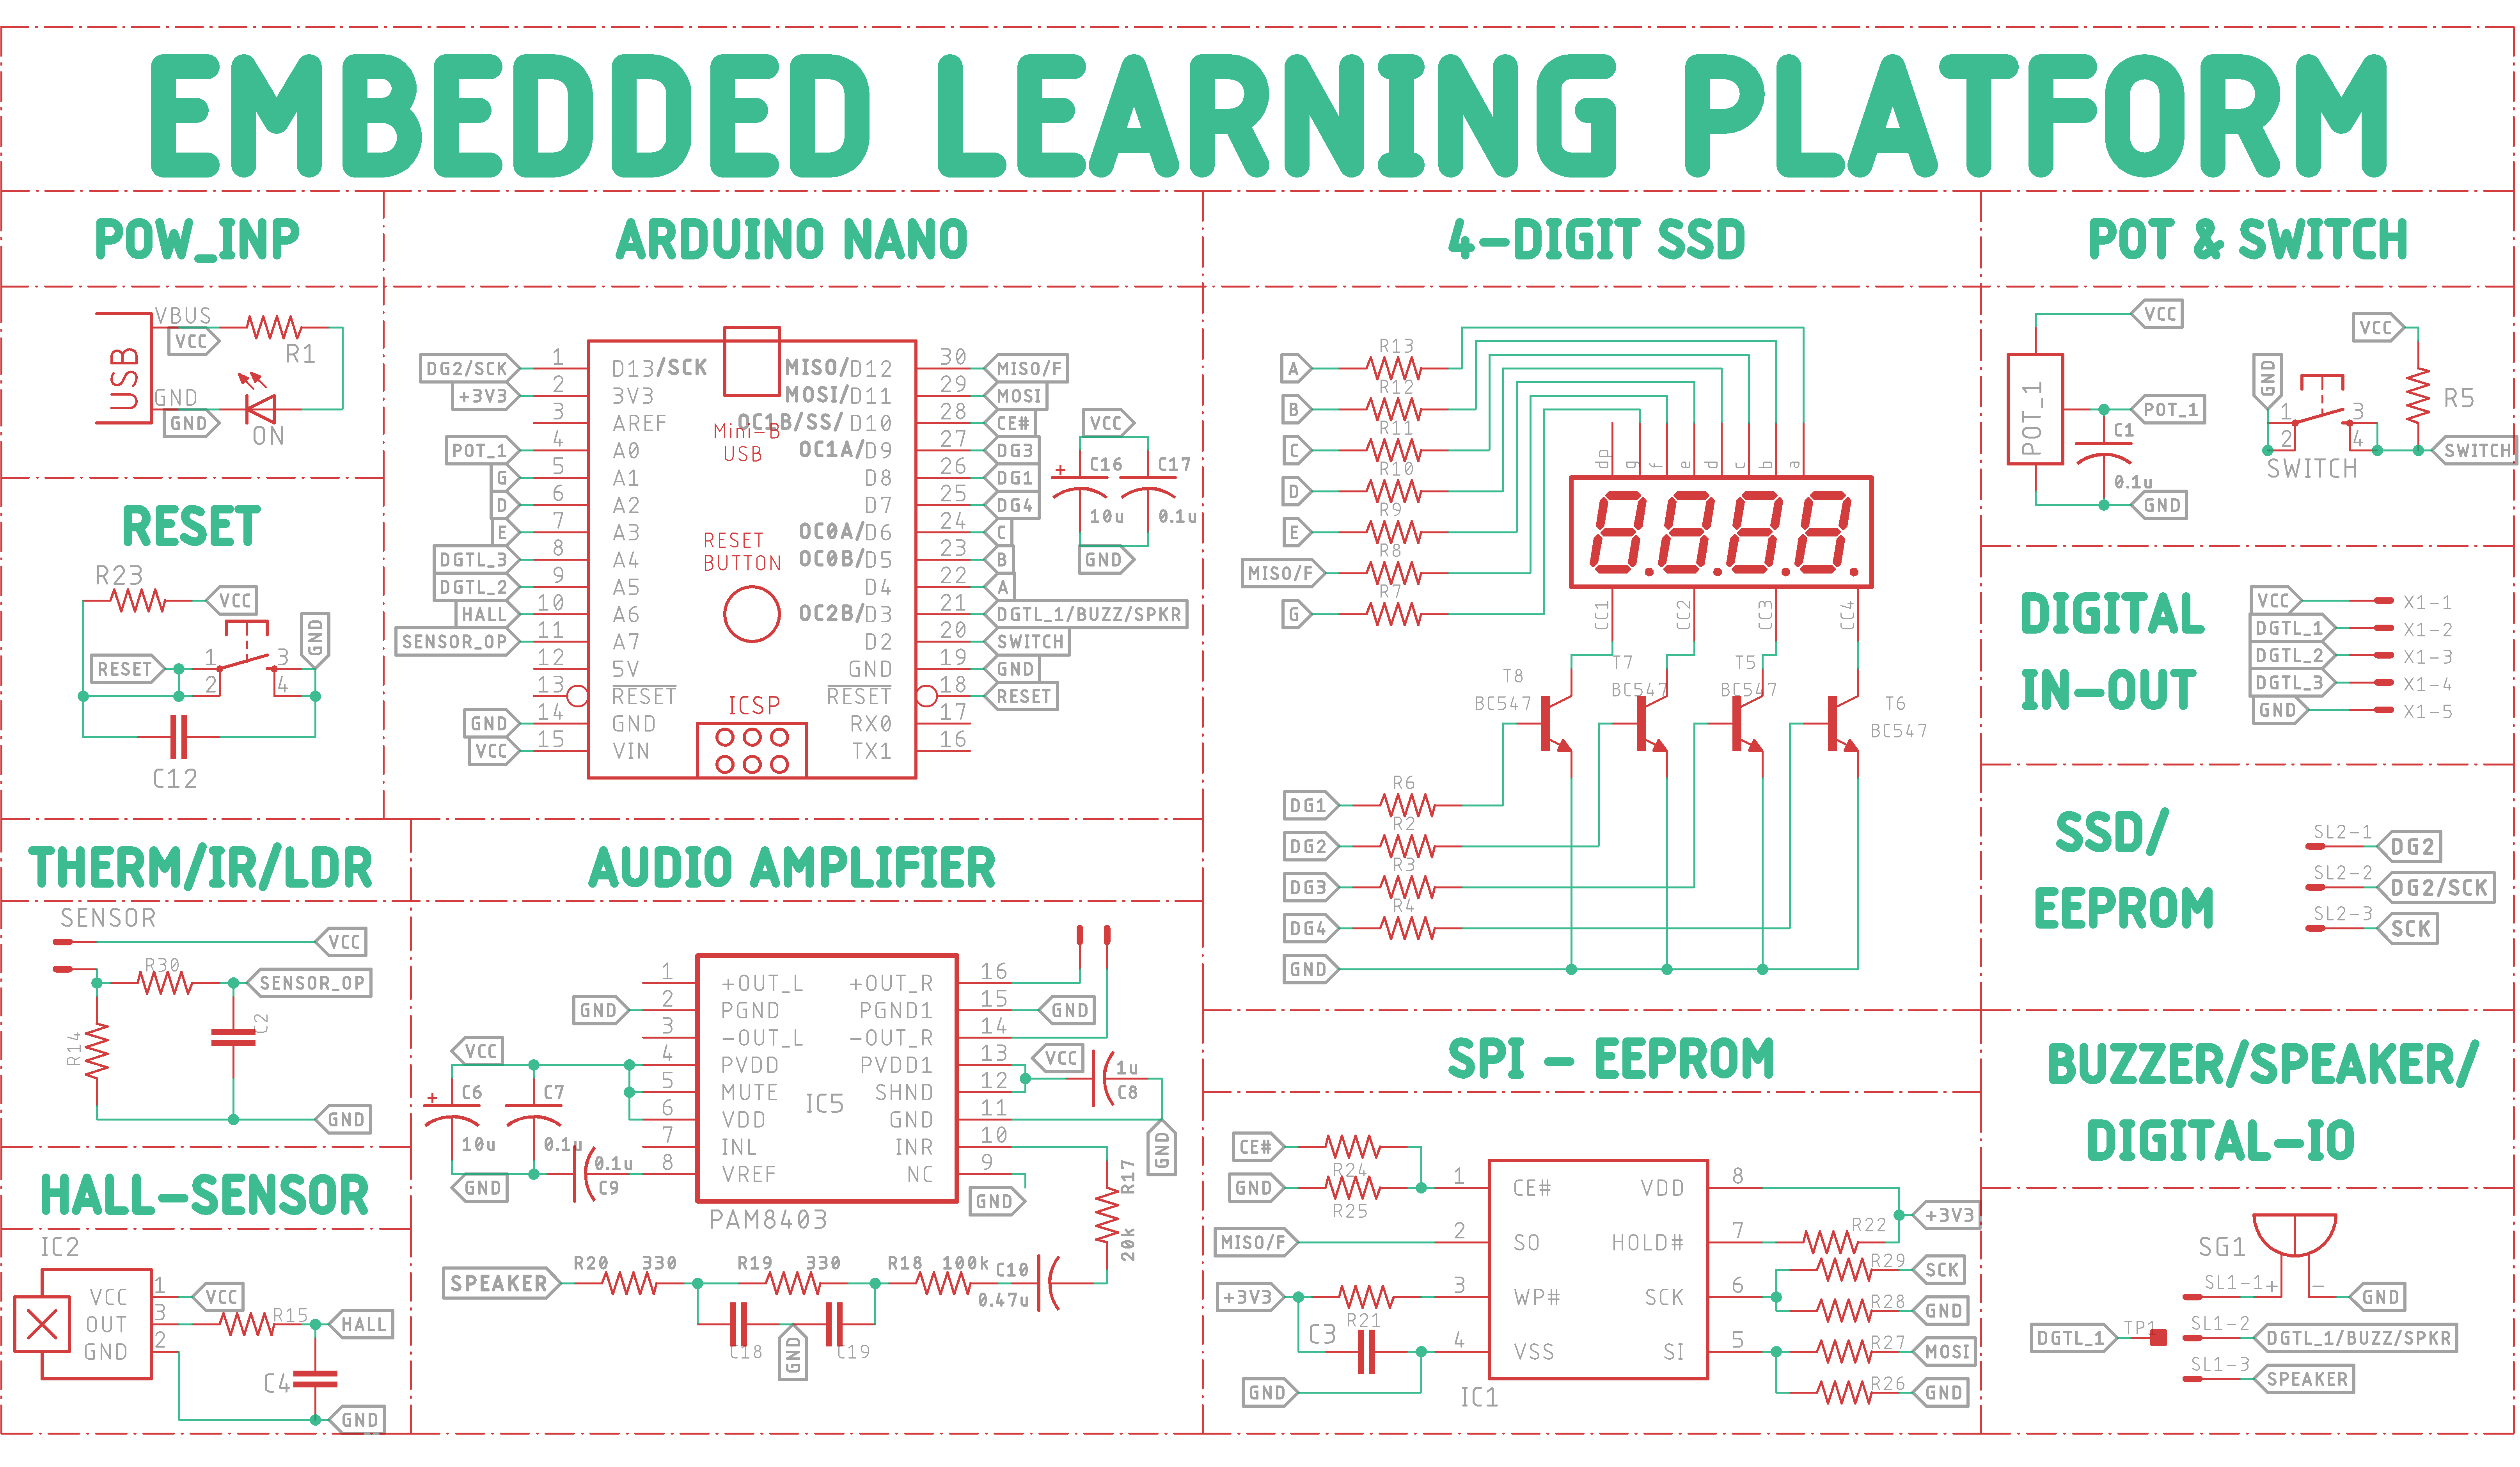 EMBEDDED LEARNING PLATFORM
POW_INP
ARDUINO NANO
4-DIGIT SSD
POT & SWITCH
USB
VBUS
VCC
R1
GND
GND
ON
RESET
R23
VCC
GND
RESET
1
2
3
4
C12
DG2/SCK 1 D13/SCK
+3V3 2 3V3
3 AREF
POT_1 4 A0
G 5 A1
D 6 A2
E 7 A3
DGTL_3 8 A4
DGTL_2 9 A5
HALL 10 A6
SENSOR_OP 11 A7
12 5V
13 RESET
GND 14 GND
VCC 15 VIN
MISO/D12 30 MISO/F
MOSI/D11 29 MOSI
OC1B/SS/ D10 28 CE#
OC1A/D9 27 DG3
D8 26 DG1
D7 25 DG4
OC0A/D6 24 C
OC0B/D5 23 B
D4 22 A
OC2B/D3 21 DGTL_1/BUZZ/SPKR
D2 20 SWITCH
GND 19 GND
RESET 18 RESET
RX0 17
TX1 16
Mini-B
USB
RESET
BUTTON
ICSP
VCC
C16
C17
10u
0.1u
GND
A R13
B R12
C R11
D R10
E R9
MISO/F R8
G R7
dp g f e d c b a
8.8.8.8.
CC1 CC2 CC3 CC4
T8
BC547
T7
BC547
T5
BC547
T6
BC547
DG1 R6
DG2 R2
DG3 R3
DG4 R4
GND
VCC
POT_1
POT_1
C1
0.1u
GND
VCC
GND
1
2
3
4
SWITCH
R5
SWITCH
DIGITAL
IN-OUT
VCC X1-1
DGTL_1 X1-2
DGTL_2 X1-3
DGTL_3 X1-4
GND X1-5
SSD/
EEPROM
SL2-1 DG2
SL2-2 DG2/SCK
SL2-3 SCK
THERM/IR/LDR
SENSOR
VCC
R30
SENSOR_OP
R14
C2
GND
HALL-SENSOR
IC2
VCC 1 VCC
OUT 3 R15 HALL
GND 2
C4
GND
AUDIO AMPLIFIER
1 +OUT_L
GND 2 PGND
3 -OUT_L
4 PVDD
5 MUTE
6 VDD
7 INL
8 VREF
+OUT_R 16
PGND1 15 GND
-OUT_R 14
PVDD1 13 VCC
SHND 12
GND 11
INR 10
NC 9
IC5
PAM8403
VCC
C6
10u
C7
0.1u
GND
0.1u
C9
1u
C8
GND
GND
R17
20k
SPEAKER
R20 330
R19 330
R18 100k
C10
0.47u
C18
GND
C19
SPI - EEPROM
CE#
R24
GND
R25
MISO/F
+3V3
R21
C3
GND
1 CE#
2 SO
3 WP#
4 VSS
VDD 8
HOLD# 7
SCK 6
SI 5
IC1
+3V3
R22
R29 SCK
R28 GND
R27 MOSI
R26 GND
BUZZER/SPEAKER/
DIGITAL-IO
SG1
+
-
SL1-1
GND
DGTL_1 TP1
SL1-2
DGTL_1/BUZZ/SPKR
SL1-3
SPEAKER